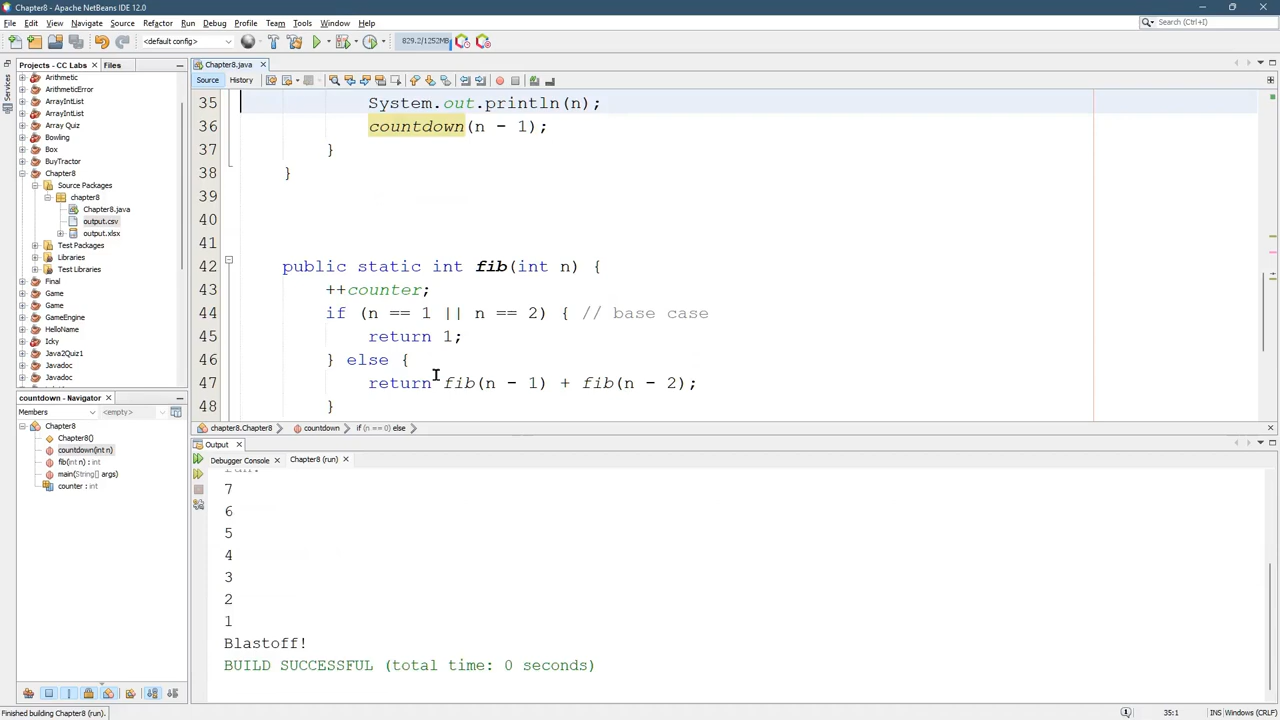 Chapter8 - Apache NetBeans IDE 12.0
File Edit View Navigate Source Refactor Run Debug Profile Team Tools Window Help
Search (Ctrl+I)
<default config>
829.2/1252MB
Projects - CC Labs
Files
Chapter8.java
Services
Source
History
Arithmetic
ArithmeticError
ArrayIntList
ArrayIntList
Array Quiz
Bowling
Box
BuyTractor
Chapter8
Source Packages
chapter8
Chapter8.java
output.csv
output.xlsx
Test Packages
Libraries
Test Libraries
Final
Game
Game
GameEngine
HelloName
Icky
Java2Quiz1
Javadoc
Javadoc
35 System.out.println(n);
36 countdown(n - 1);
37 }
38 }
39
40
41
42 public static int fib(int n) {
43 ++counter;
44 if (n == 1 || n == 2) { // base case
45 return 1;
46 } else {
47 return fib(n - 1) + fib(n - 2);
48 }
chapter8.Chapter8
countdown
if (n == 0) else
countdown - Navigator
Members
<empty>
Chapter8
Chapter8()
countdown(int n)
fib(int n) : int
main(String[] args)
counter : int
Output
Debugger Console
Chapter8 (run)
7
6
5
4
3
2
1
Blastoff!
BUILD SUCCESSFUL (total time: 0 seconds)
Finished building Chapter8 (run).
35:1
INS
Windows (CRLF)